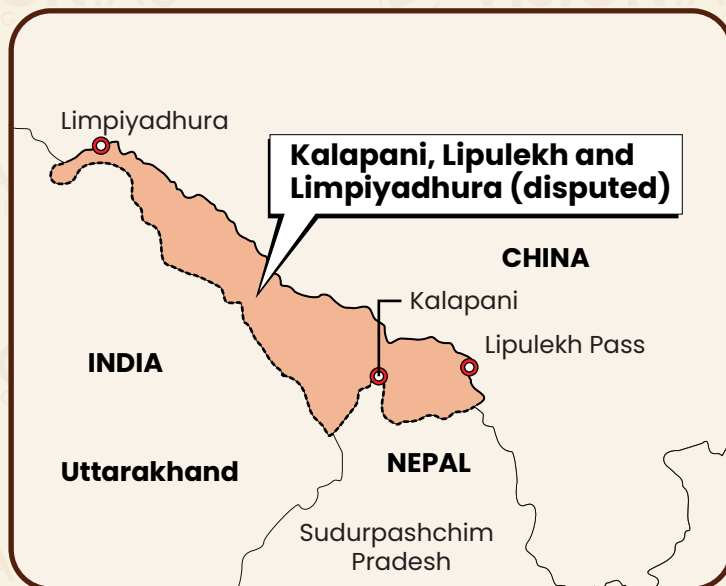 Limpiyadhura
Kalapani, Lipulekh and
Limpiyadhura (disputed)
CHINA
Kalapani
Lipulekh Pass
INDIA
Uttarakhand
NEPAL
Sudurpashchim
Pradesh